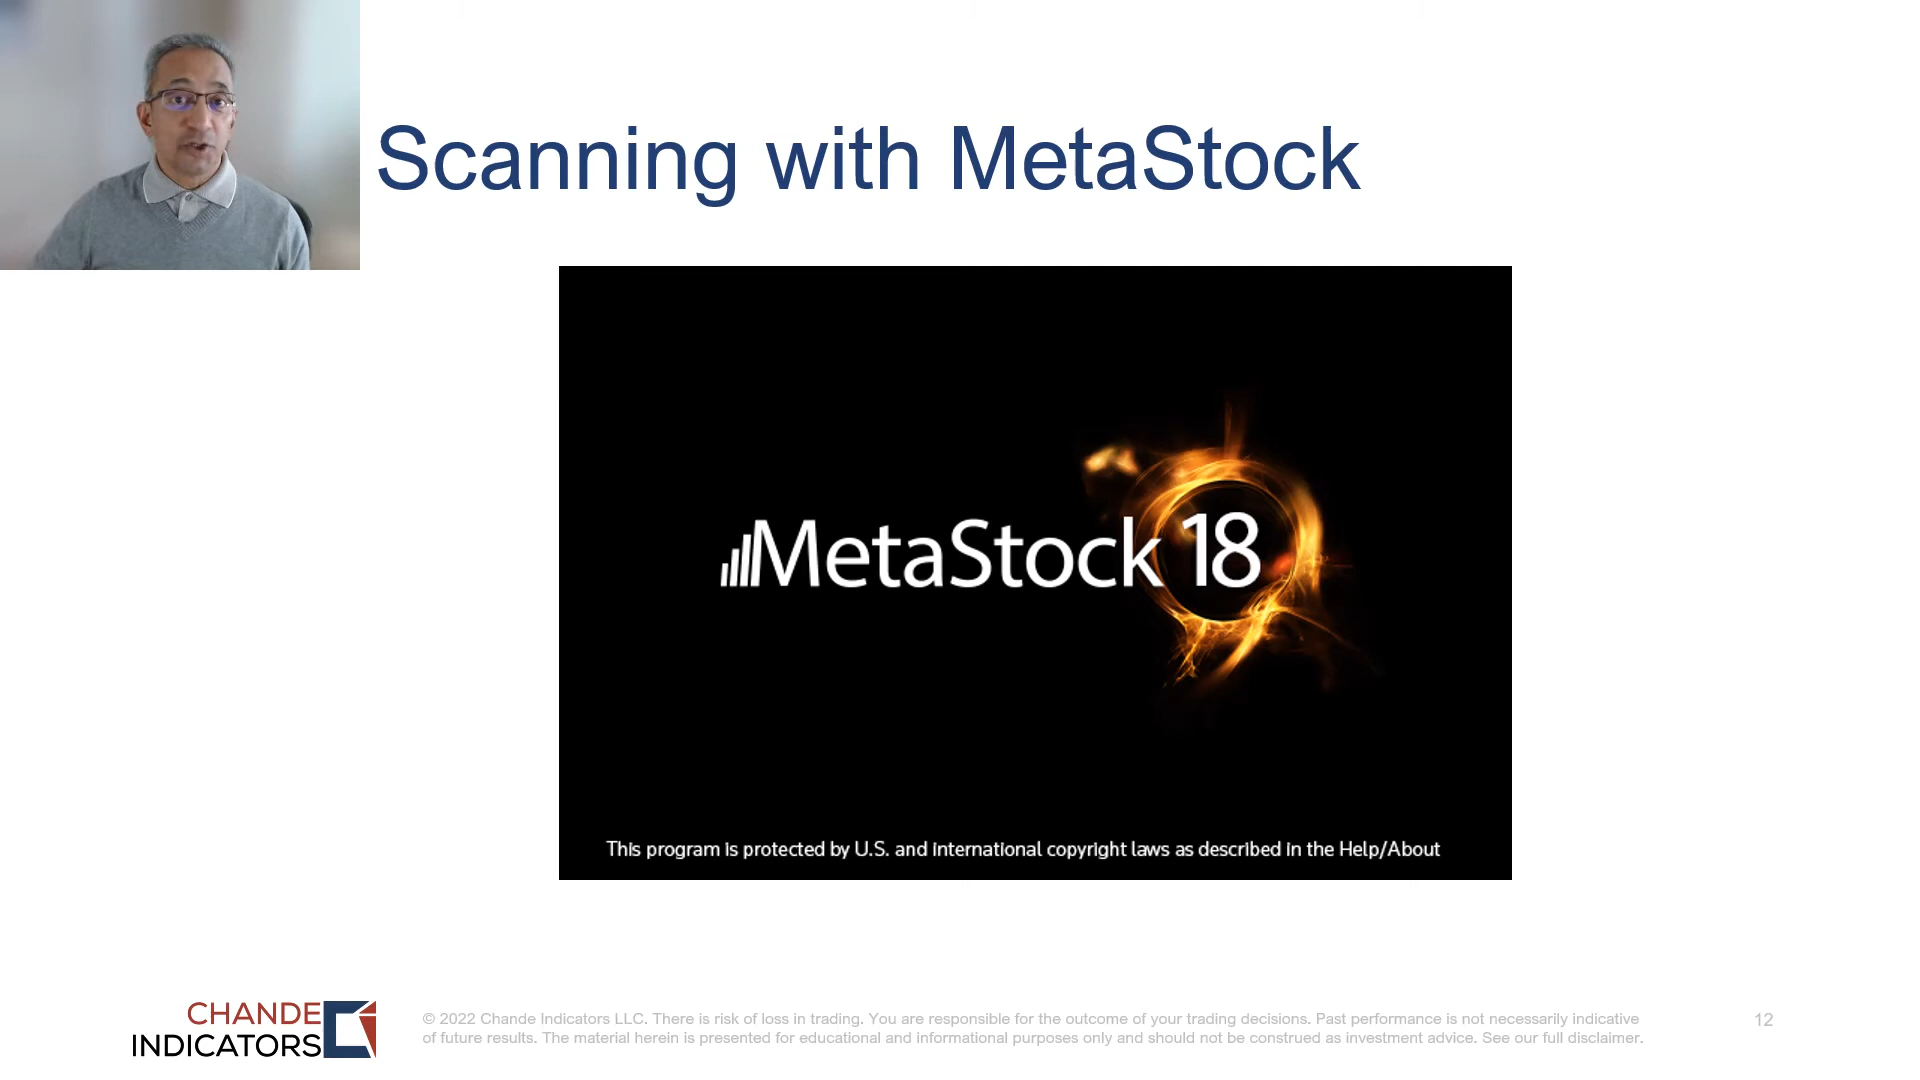 Scanning with MetaStock
MetaStock 18
This program is protected by U.S. and international copyright laws as described in the Help/About
CHANDE
INDICATORS
© 2022 Chande Indicators LLC. There is risk of loss in trading. You are responsible for the outcome of your trading decisions. Past performance is not necessarily indicative
of future results. The material herein is presented for educational and informational purposes only and should not be construed as investment advice. See our full disclaimer.
12